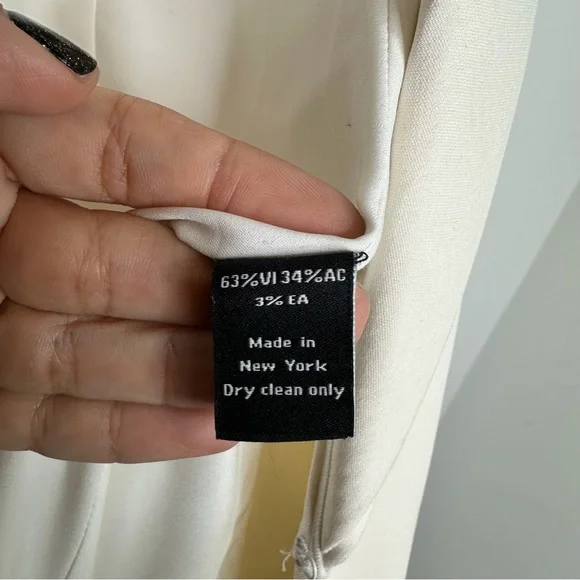 63%VI 34%AC
3% EA
Made in
New York
Dry clean only